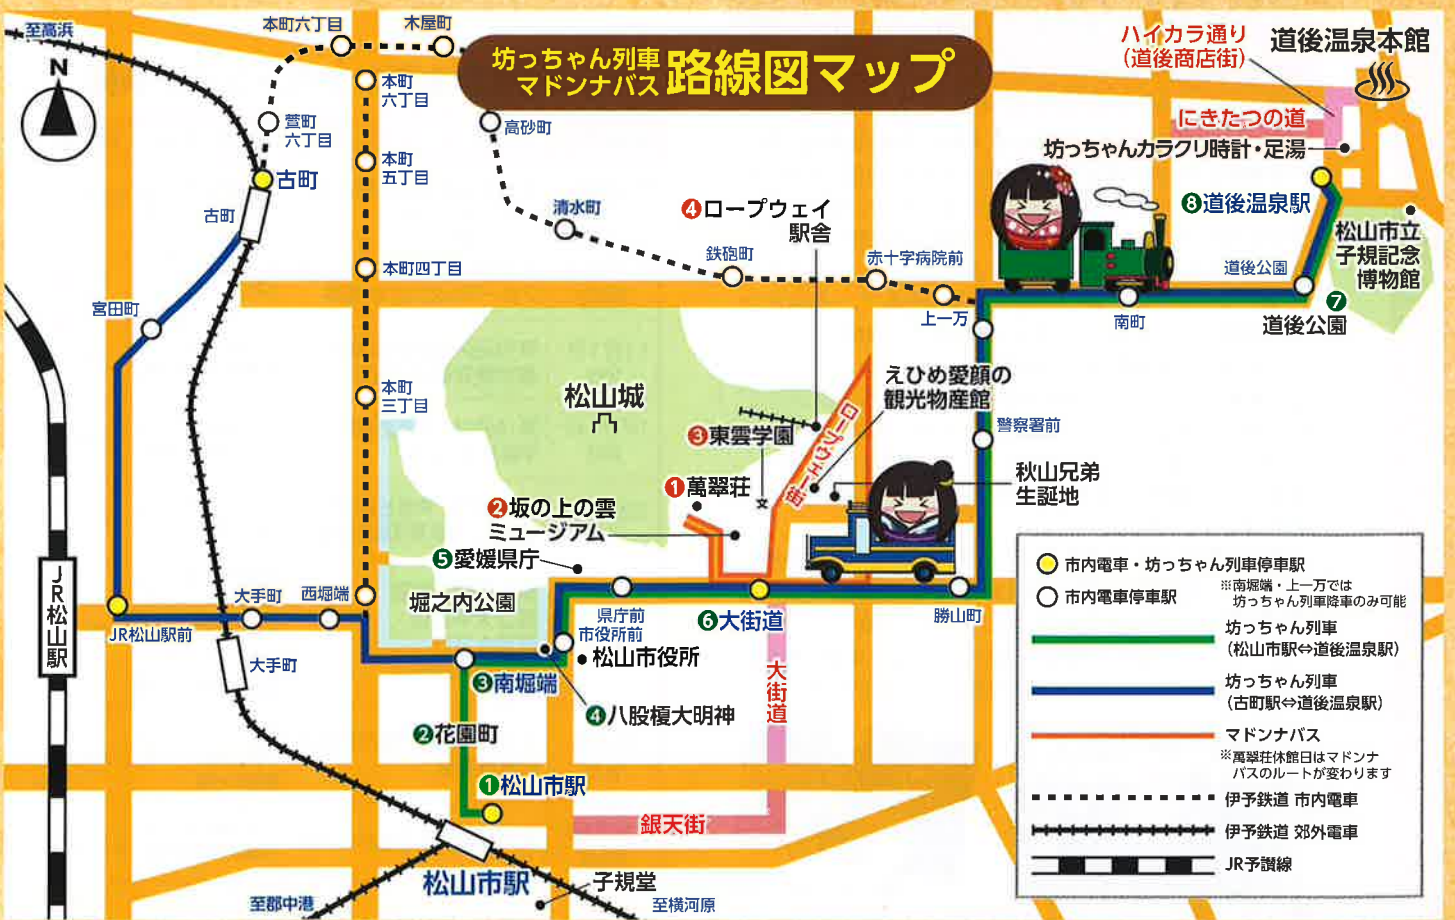 坊っちゃん列車
マドンナバス
路線図マップ
至高浜
N
本町六丁目
木屋町
本町
六丁目
萱町
六丁目
高砂町
古町
古町
本町
五丁目
清水町
本町四丁目
宮田町
鉄砲町
赤十字病院前
上一万
④ロープウェイ
駅舎
ハイカラ通り
(道後商店街)
道後温泉本館
にきたつの道
坊っちゃんカラクリ時計・足湯
⑧道後温泉駅
松山市立
子規記念
博物館
道後公園
⑦
道後公園
南町
本町
三丁目
松山城
えひめ愛顔の
観光物産館
ロープウェー街
③東雲学園
文
警察署前
秋山兄弟
生誕地
①萬翠荘
②坂の上の雲
ミュージアム
⑤愛媛県庁
堀之内公園
JR松山駅
JR松山駅前
大手町
西堀端
大手町
県庁前
市役所前
⑥大街道
勝山町
松山市役所
③南堀端
④八股榎大明神
大街道
②花園町
①松山市駅
銀天街
松山市駅
子規堂
至郡中港
至横河原
市内電車・坊っちゃん列車停車駅
市内電車停車駅
※南堀端・上一万では
坊っちゃん列車降車のみ可能
坊っちゃん列車
(松山市駅⇔道後温泉駅)
坊っちゃん列車
(古町駅⇔道後温泉駅)
マドンナバス
※萬翠荘休館日はマドンナ
バスのルートが変わります
伊予鉄道 市内電車
伊予鉄道 郊外電車
JR予讃線